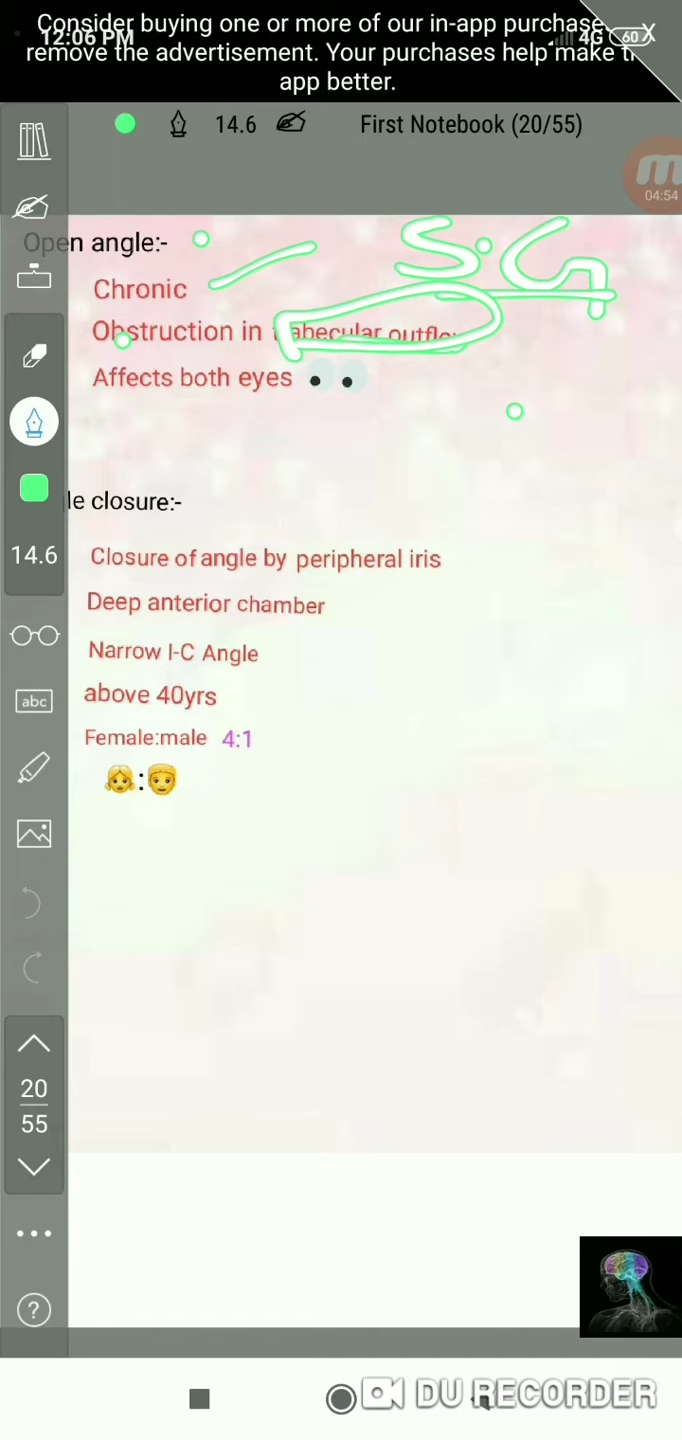 Consider buying one or more of our in-app purchase
12:06 PM 4G 60 X
remove the advertisement. Your purchases help make
app better.
14.6 First Notebook (20/55)
04:54
Open angle:-
S.G
Chronic
Obstruction in trabecular outflow
Affects both eyes
le closure:-
14.6
Closure of angle by peripheral iris
Deep anterior chamber
Narrow I-C Angle
abc
above 40yrs
Female:male 4:1
:
20
55
?
DU RECORDER